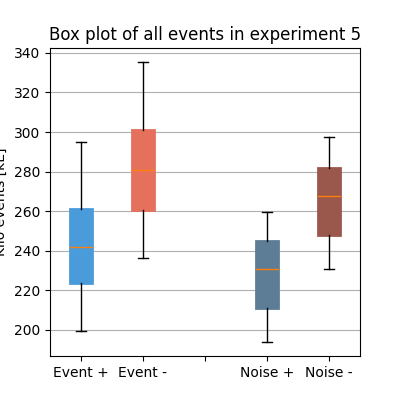 Box plot of all events in experiment 5
340
320
300
280
260
240
220
200
Kilo events [kE]
Event +
Event -
Noise +
Noise -